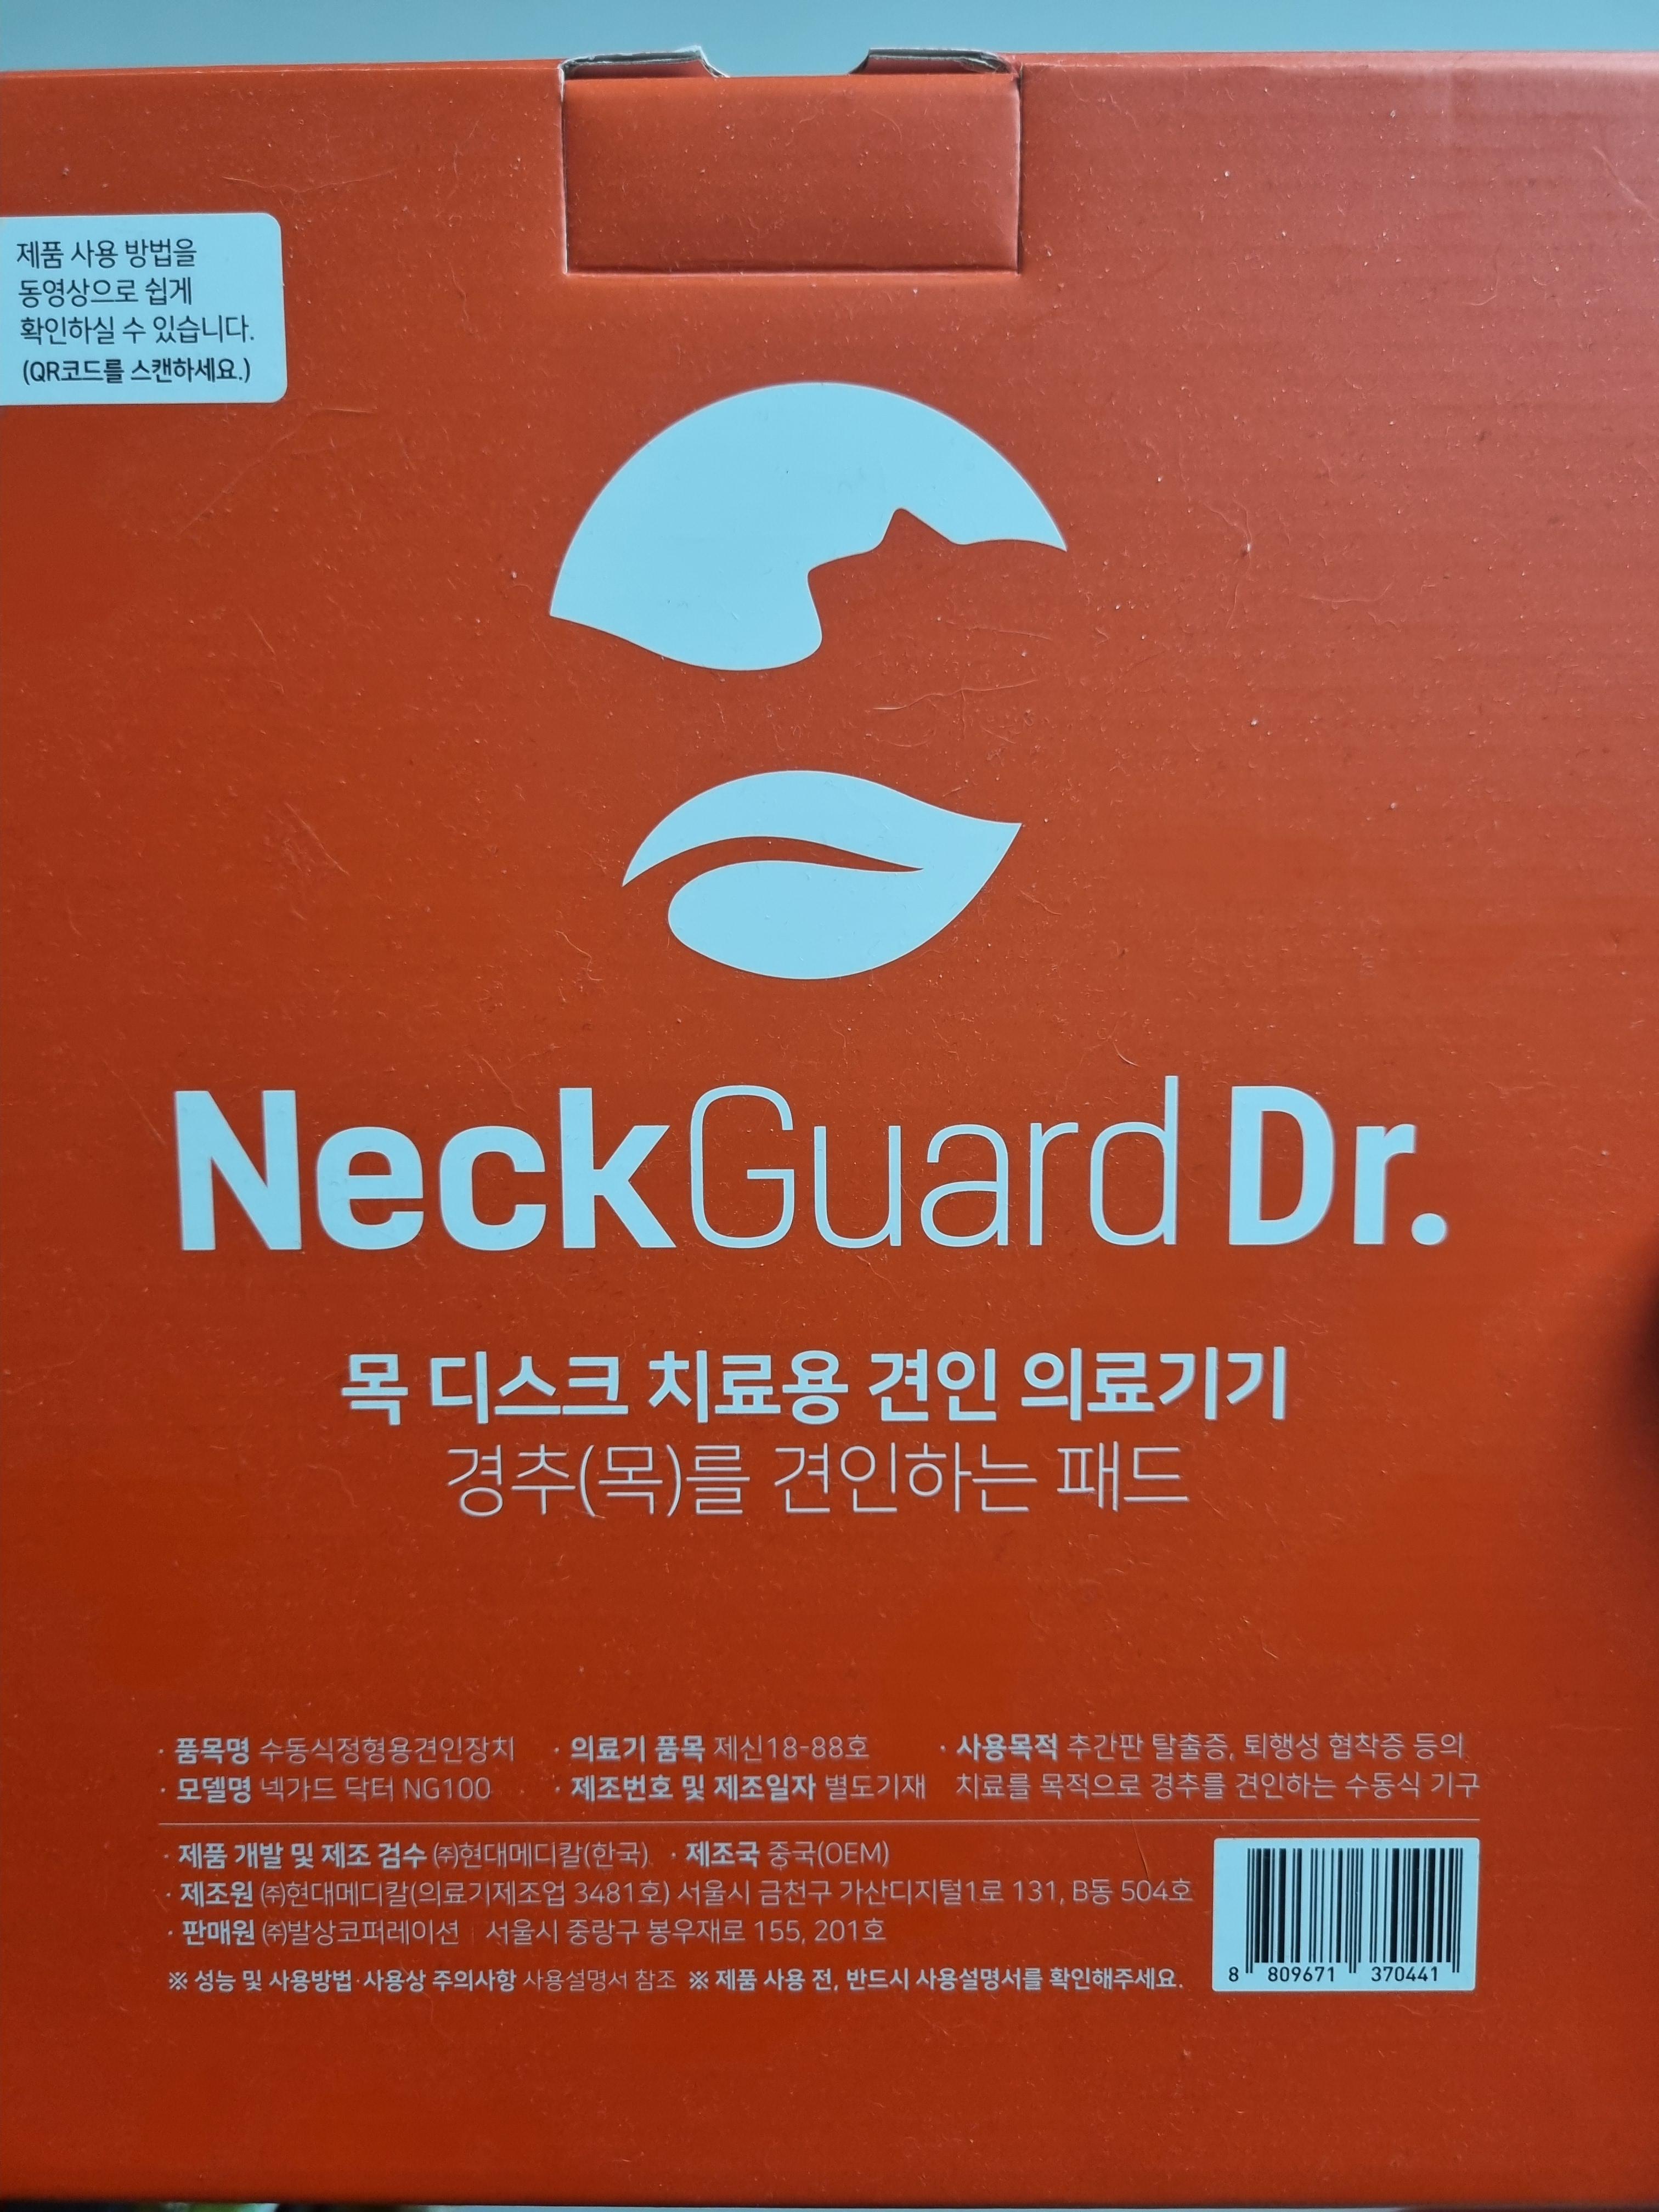 제품 사용 방법을
동영상으로 쉽게
확인하실 수 있습니다.
(QR코드를 스캔하세요.)
NeckGuard Dr.
목 디스크 치료용 견인 의료기기
경추(목)를 견인하는 패드
· 품목명 수동식정형용견인장치 · 의료기 품목 제신18-88호 · 사용목적 추간판 탈출증, 퇴행성 협착증 등의
· 모델명 넥가드 닥터 NG100 · 제조번호 및 제조일자 별도기재 치료를 목적으로 경추를 견인하는 수동식 기구
· 제품 개발 및 제조 검수 ㈜현대메디칼(한국) · 제조국 중국(OEM)
· 제조원 ㈜현대메디칼(의료기제조업 3481호) 서울시 금천구 가산디지털1로 131, B동 504호
· 판매원 ㈜발상코퍼레이션 | 서울시 중랑구 봉우재로 155, 201호
※ 성능 및 사용방법·사용상 주의사항 사용설명서 참조 ※ 제품 사용 전, 반드시 사용설명서를 확인해주세요.
8 809671 370441